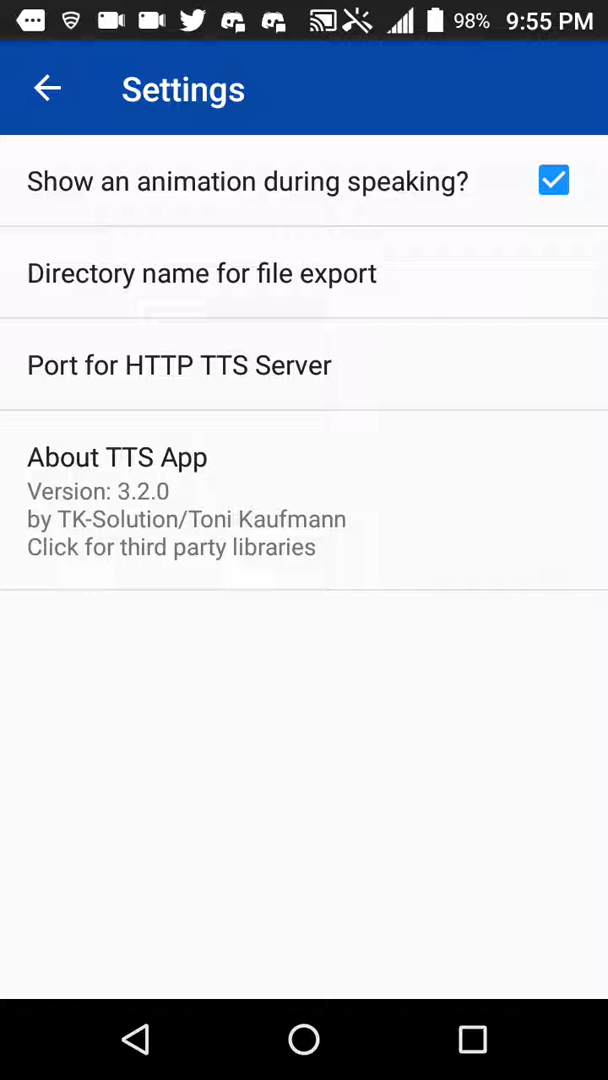 98% 9:55 PM
Settings
Show an animation during speaking?
Directory name for file export
Port for HTTP TTS Server
About TTS App
Version: 3.2.0
by TK-Solution/Toni Kaufmann
Click for third party libraries